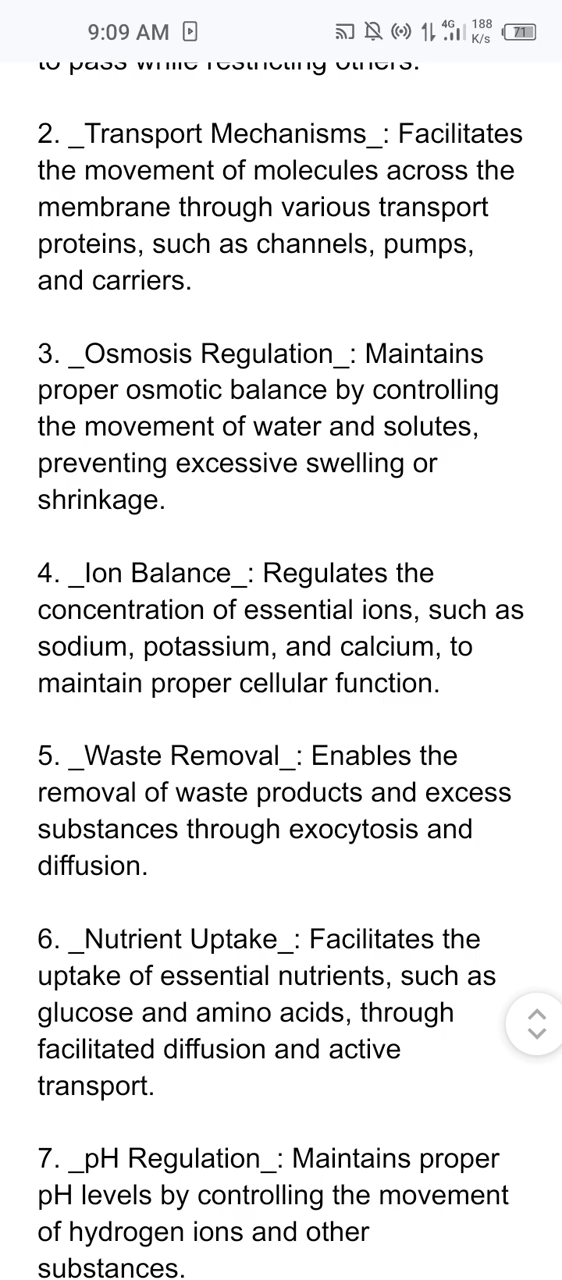 9:09 AM
4G 188 K/s 71
to pass while restricting others.
2. _Transport Mechanisms_: Facilitates
the movement of molecules across the
membrane through various transport
proteins, such as channels, pumps,
and carriers.
3. _Osmosis Regulation_: Maintains
proper osmotic balance by controlling
the movement of water and solutes,
preventing excessive swelling or
shrinkage.
4. _Ion Balance_: Regulates the
concentration of essential ions, such as
sodium, potassium, and calcium, to
maintain proper cellular function.
5. _Waste Removal_: Enables the
removal of waste products and excess
substances through exocytosis and
diffusion.
6. _Nutrient Uptake_: Facilitates the
uptake of essential nutrients, such as
glucose and amino acids, through
facilitated diffusion and active
transport.
7. _pH Regulation_: Maintains proper
pH levels by controlling the movement
of hydrogen ions and other
substances.